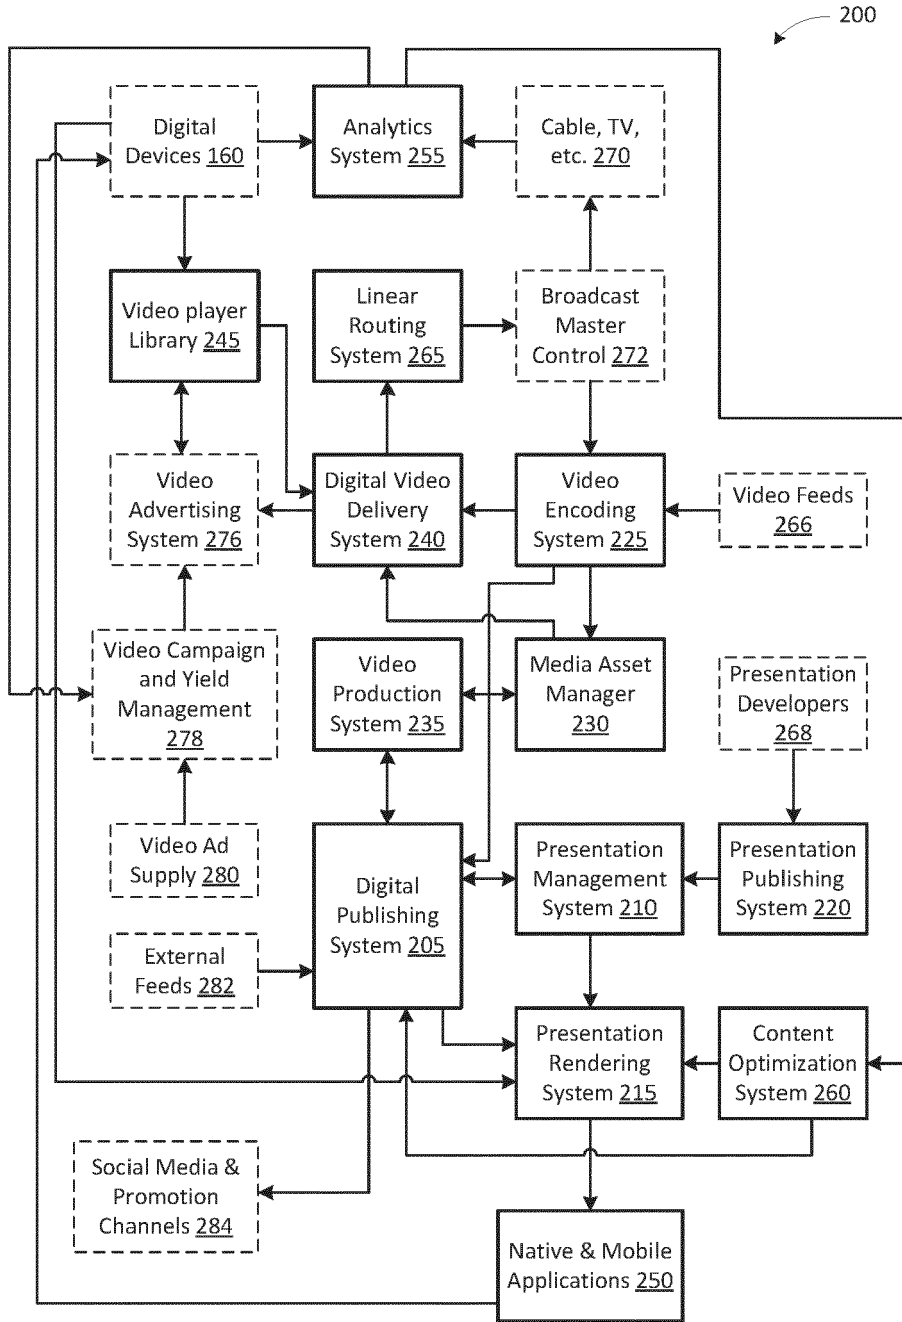 200
Digital
Devices 160
Analytics
System 255
Cable, TV,
etc. 270
Video player
Library 245
Linear
Routing
System 265
Broadcast
Master
Control 272
Video
Advertising
System 276
Digital Video
Delivery
System 240
Video
Encoding
System 225
Video Feeds
266
Video Campaign
and Yield
Management
278
Video
Production
System 235
Media Asset
Manager
230
Presentation
Developers
268
Video Ad
Supply 280
Digital
Publishing
System 205
Presentation
Management
System 210
Presentation
Publishing
System 220
External
Feeds 282
Presentation
Rendering
System 215
Content
Optimization
System 260
Social Media &
Promotion
Channels 284
Native & Mobile
Applications 250